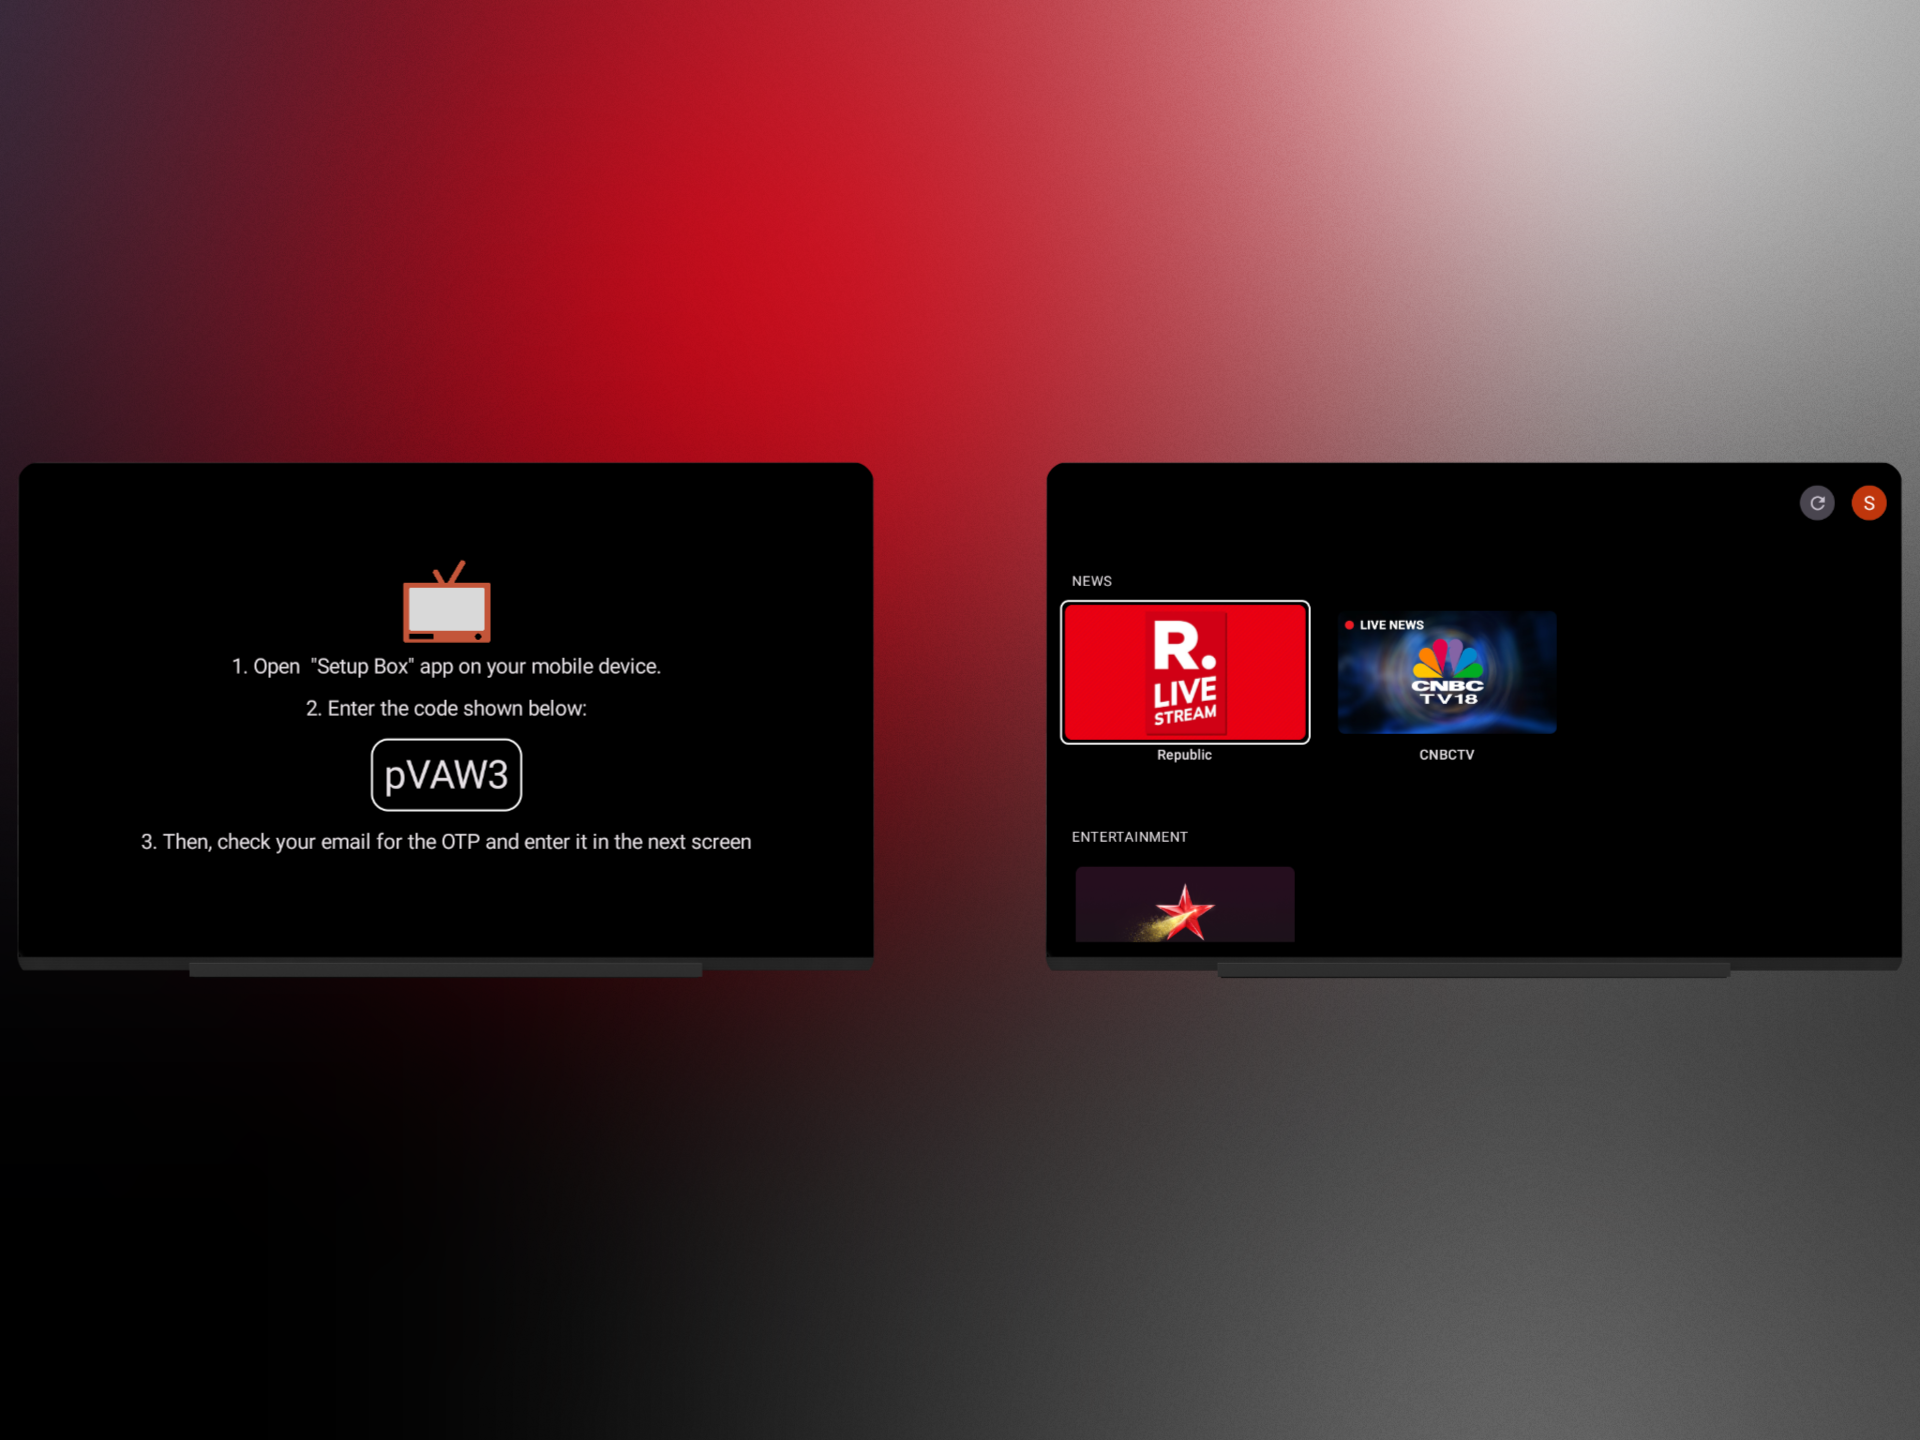 1. Open  "Setup Box" app on your mobile device.
2. Enter the code shown below:
pVAW3
3. Then, check your email for the OTP and enter it in the next screen
S
NEWS
R.
LIVE
STREAM
Republic
LIVE NEWS
CNBC
TV18
CNBCTV
ENTERTAINMENT